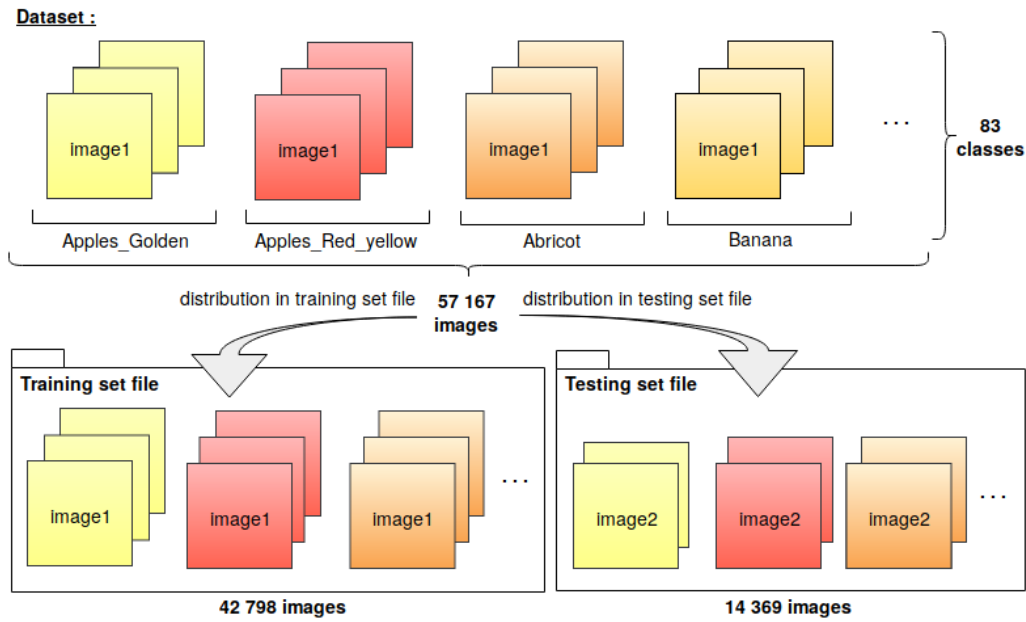 Dataset :
image1
image1
image1
image1
...
83
classes
Apples_Golden
Apples_Red_yellow
Abricot
Banana
distribution in training set file
57 167
images
distribution in testing set file
Training set file
image1
image1
image1
...
42 798 images
Testing set file
image2
image2
image2
...
14 369 images